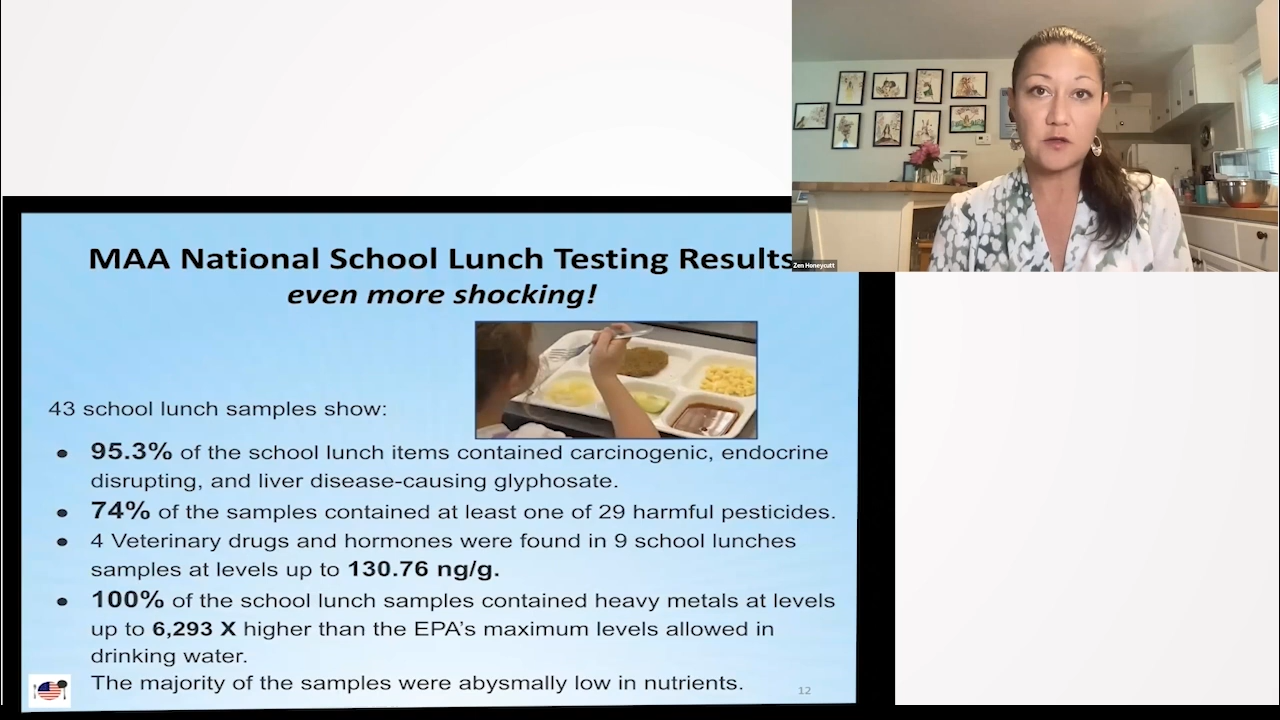 Zen Honeycutt
MAA National School Lunch Testing Results
even more shocking!
43 school lunch samples show:
• 95.3% of the school lunch items contained carcinogenic, endocrine
disrupting, and liver disease-causing glyphosate.
• 74% of the samples contained at least one of 29 harmful pesticides.
• 4 Veterinary drugs and hormones were found in 9 school lunches
samples at levels up to 130.76 ng/g.
• 100% of the school lunch samples contained heavy metals at levels
up to 6,293 X higher than the EPA's maximum levels allowed in
drinking water.
The majority of the samples were abysmally low in nutrients.
12